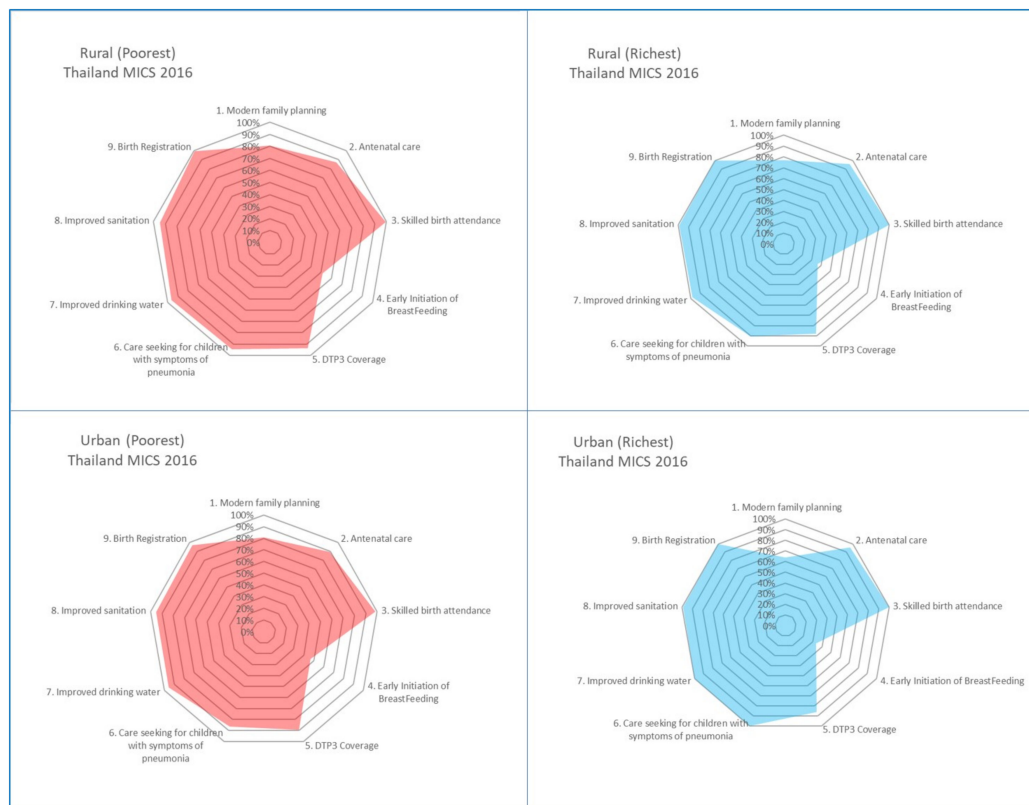 Rural (Poorest)
Thailand MICS 2016
1. Modern family planning
100%
90%
80%
70%
60%
50%
40%
30%
20%
10%
0%
2. Antenatal care
3. Skilled birth attendance
4. Early Initiation of
BreastFeeding
5. DTP3 Coverage
6. Care seeking for children
with symptoms of
pneumonia
7. Improved drinking water
8. Improved sanitation
9. Birth Registration
Rural (Richest)
Thailand MICS 2016
1. Modern family planning
100%
90%
80%
70%
60%
50%
40%
30%
20%
10%
0%
2. Antenatal care
3. Skilled birth attendance
4. Early Initiation of
BreastFeeding
5. DTP3 Coverage
6. Care seeking for children with
symptoms of pneumonia
7. Improved drinking water
8. Improved sanitation
9. Birth Registration
Urban (Poorest)
Thailand MICS 2016
1. Modern family planning
100%
90%
80%
70%
60%
50%
40%
30%
20%
10%
0%
2. Antenatal care
3. Skilled birth attendance
4. Early Initiation of
BreastFeeding
5. DTP3 Coverage
6. Care seeking for children
with symptoms of
pneumonia
7. Improved drinking water
8. Improved sanitation
9. Birth Registration
Urban (Richest)
Thailand MICS 2016
1. Modern family planning
100%
90%
80%
70%
60%
50%
40%
30%
20%
10%
0%
2. Antenatal care
3. Skilled birth attendance
4. Early Initiation of BreastFeeding
5. DTP3 Coverage
6. Care seeking for children with
symptoms of pneumonia
7. Improved drinking water
8. Improved sanitation
9. Birth Registration